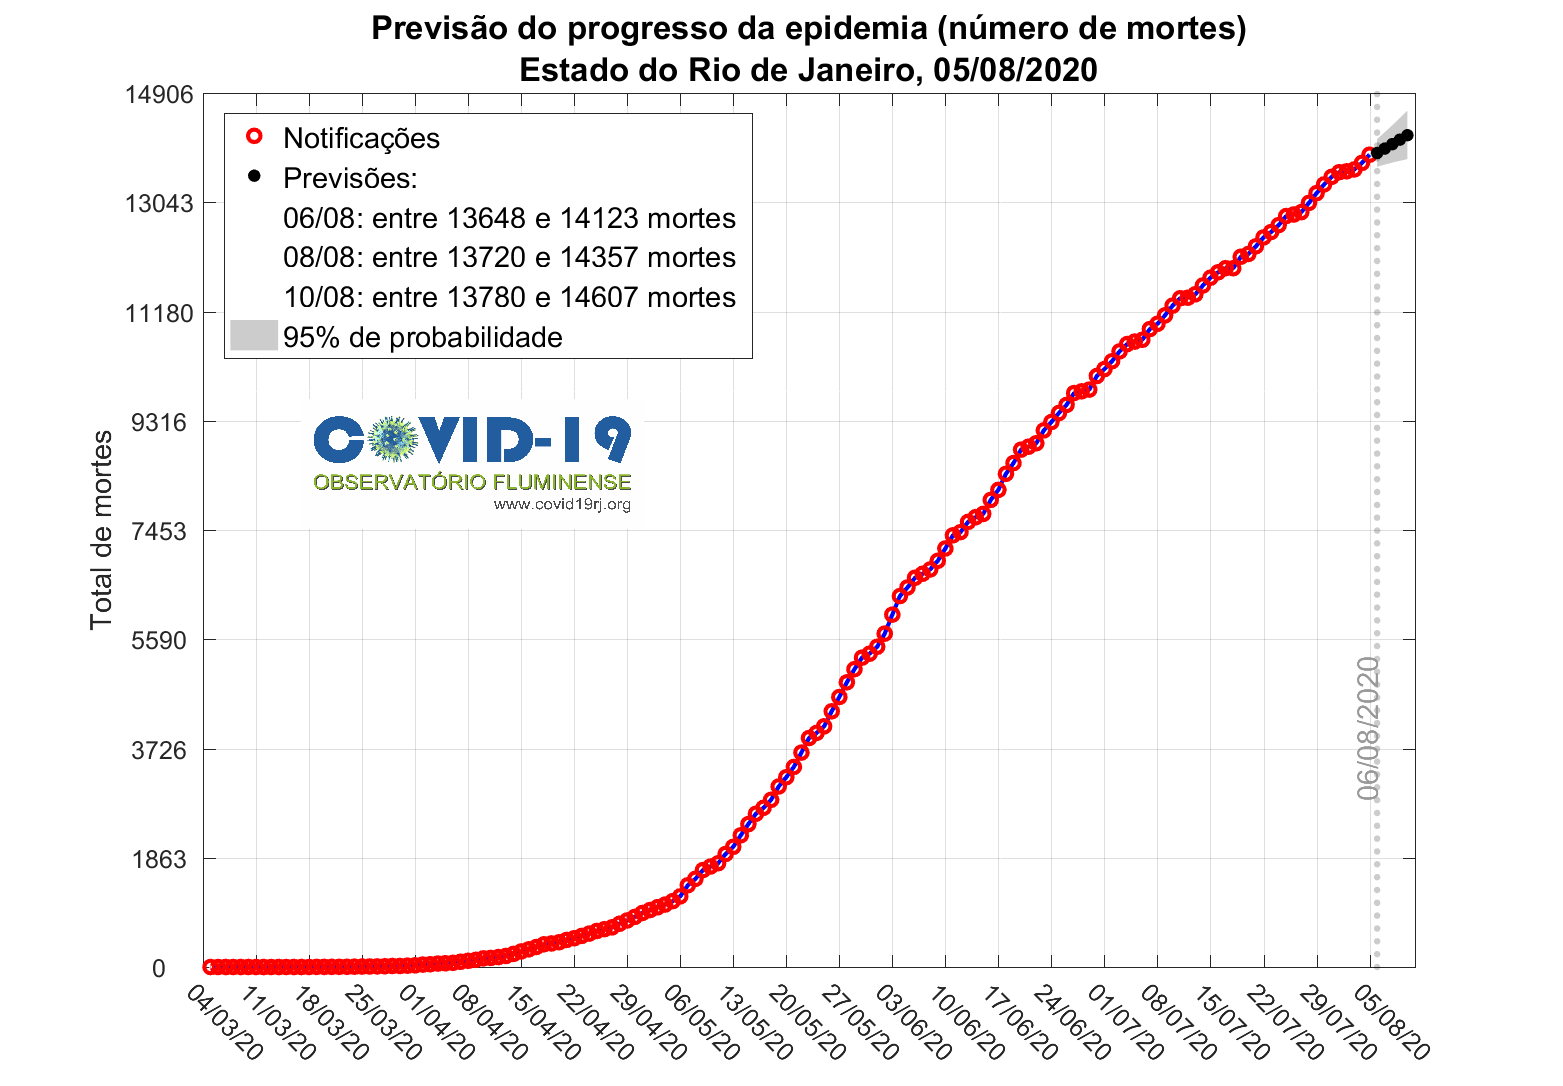 Previsão do progresso da epidemia (número de mortes)
Estado do Rio de Janeiro, 05/08/2020
14906
13043
11180
9316
7453
5590
3726
1863
0
Total de mortes
Notificações
Previsões:
06/08: entre 13648 e 14123 mortes
08/08: entre 13720 e 14357 mortes
10/08: entre 13780 e 14607 mortes
95% de probabilidade
COVID-19
OBSERVATÓRIO FLUMINENSE
www.covid19rj.org
06/08/2020
04/03/20
11/03/20
18/03/20
25/03/20
01/04/20
08/04/20
15/04/20
22/04/20
29/04/20
06/05/20
13/05/20
20/05/20
27/05/20
03/06/20
10/06/20
17/06/20
24/06/20
01/07/20
08/07/20
15/07/20
22/07/20
29/07/20
05/08/20